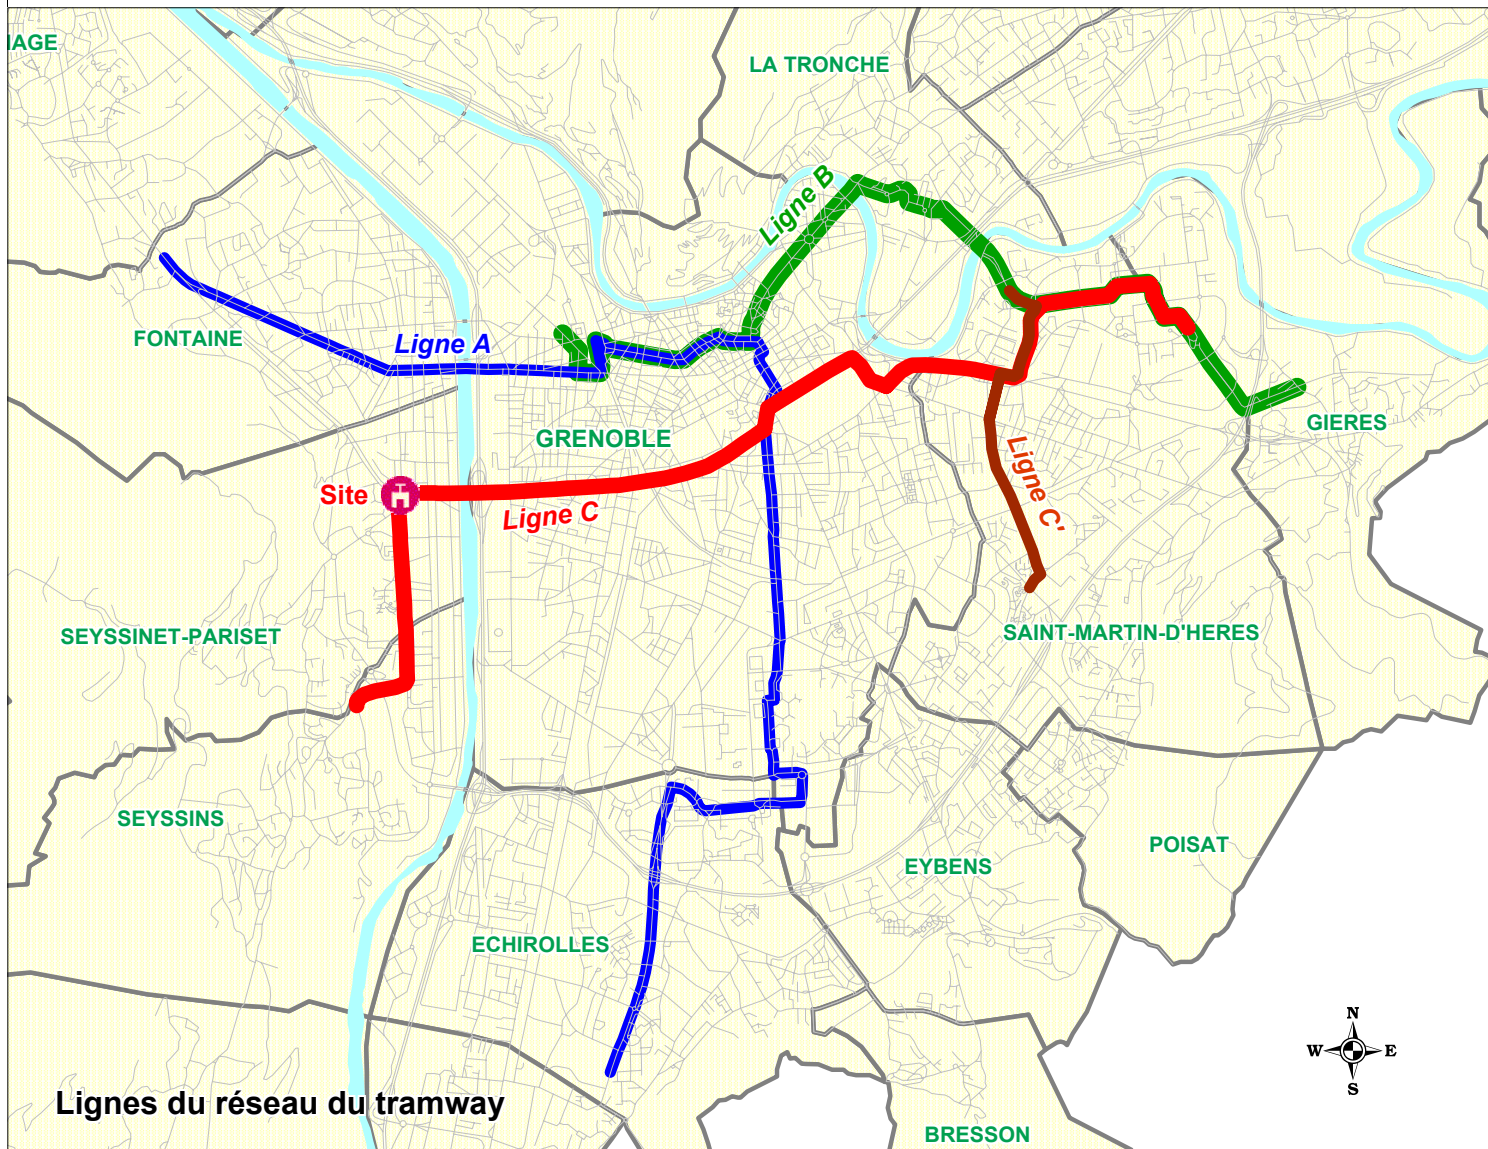 IAGE
LA TRONCHE
Ligne B
FONTAINE
Ligne A
GIERES
GRENOBLE
Site
Ligne C
Ligne C'
SEYSSINET-PARISET
SAINT-MARTIN-D'HERES
SEYSSINS
POISAT
EYBENS
ECHIROLLES
N
W E
S
Lignes du réseau du tramway
BRESSON